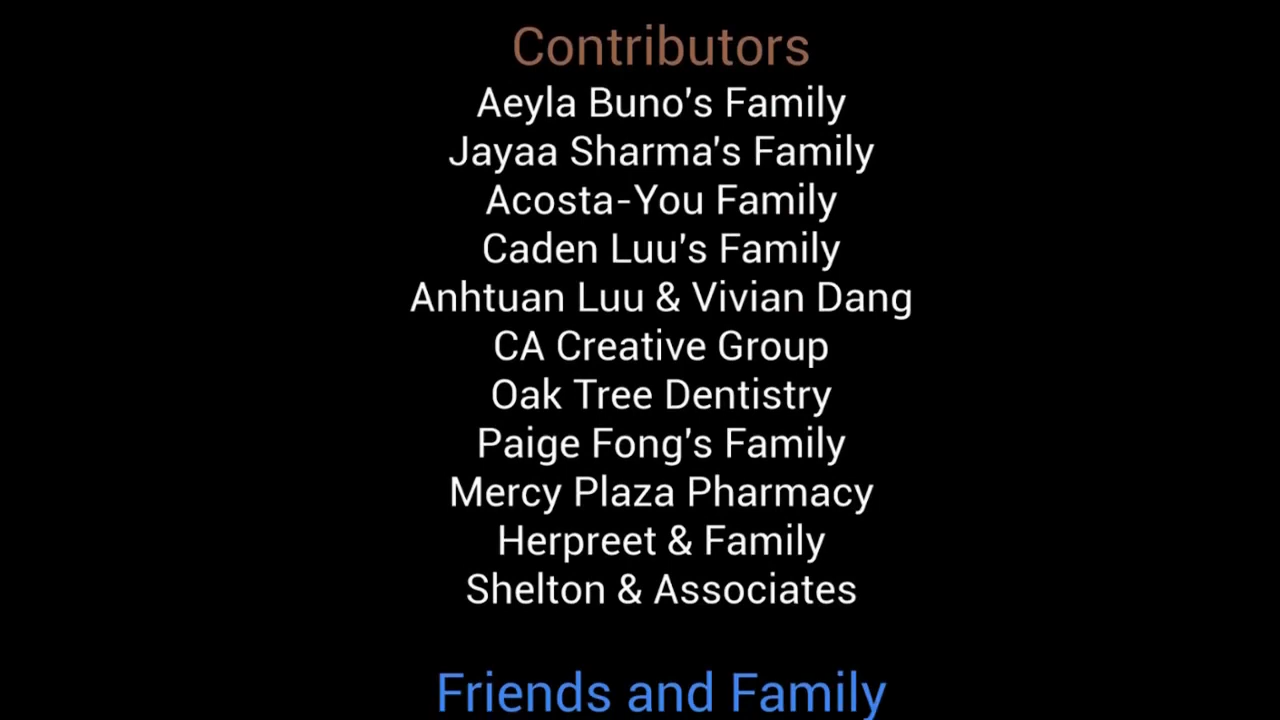 Contributors
Aeyla Buno's Family
Jayaa Sharma's Family
Acosta-You Family
Caden Luu's Family
Anhtuan Luu & Vivian Dang
CA Creative Group
Oak Tree Dentistry
Paige Fong's Family
Mercy Plaza Pharmacy
Herpreet & Family
Shelton & Associates
Friends and Family